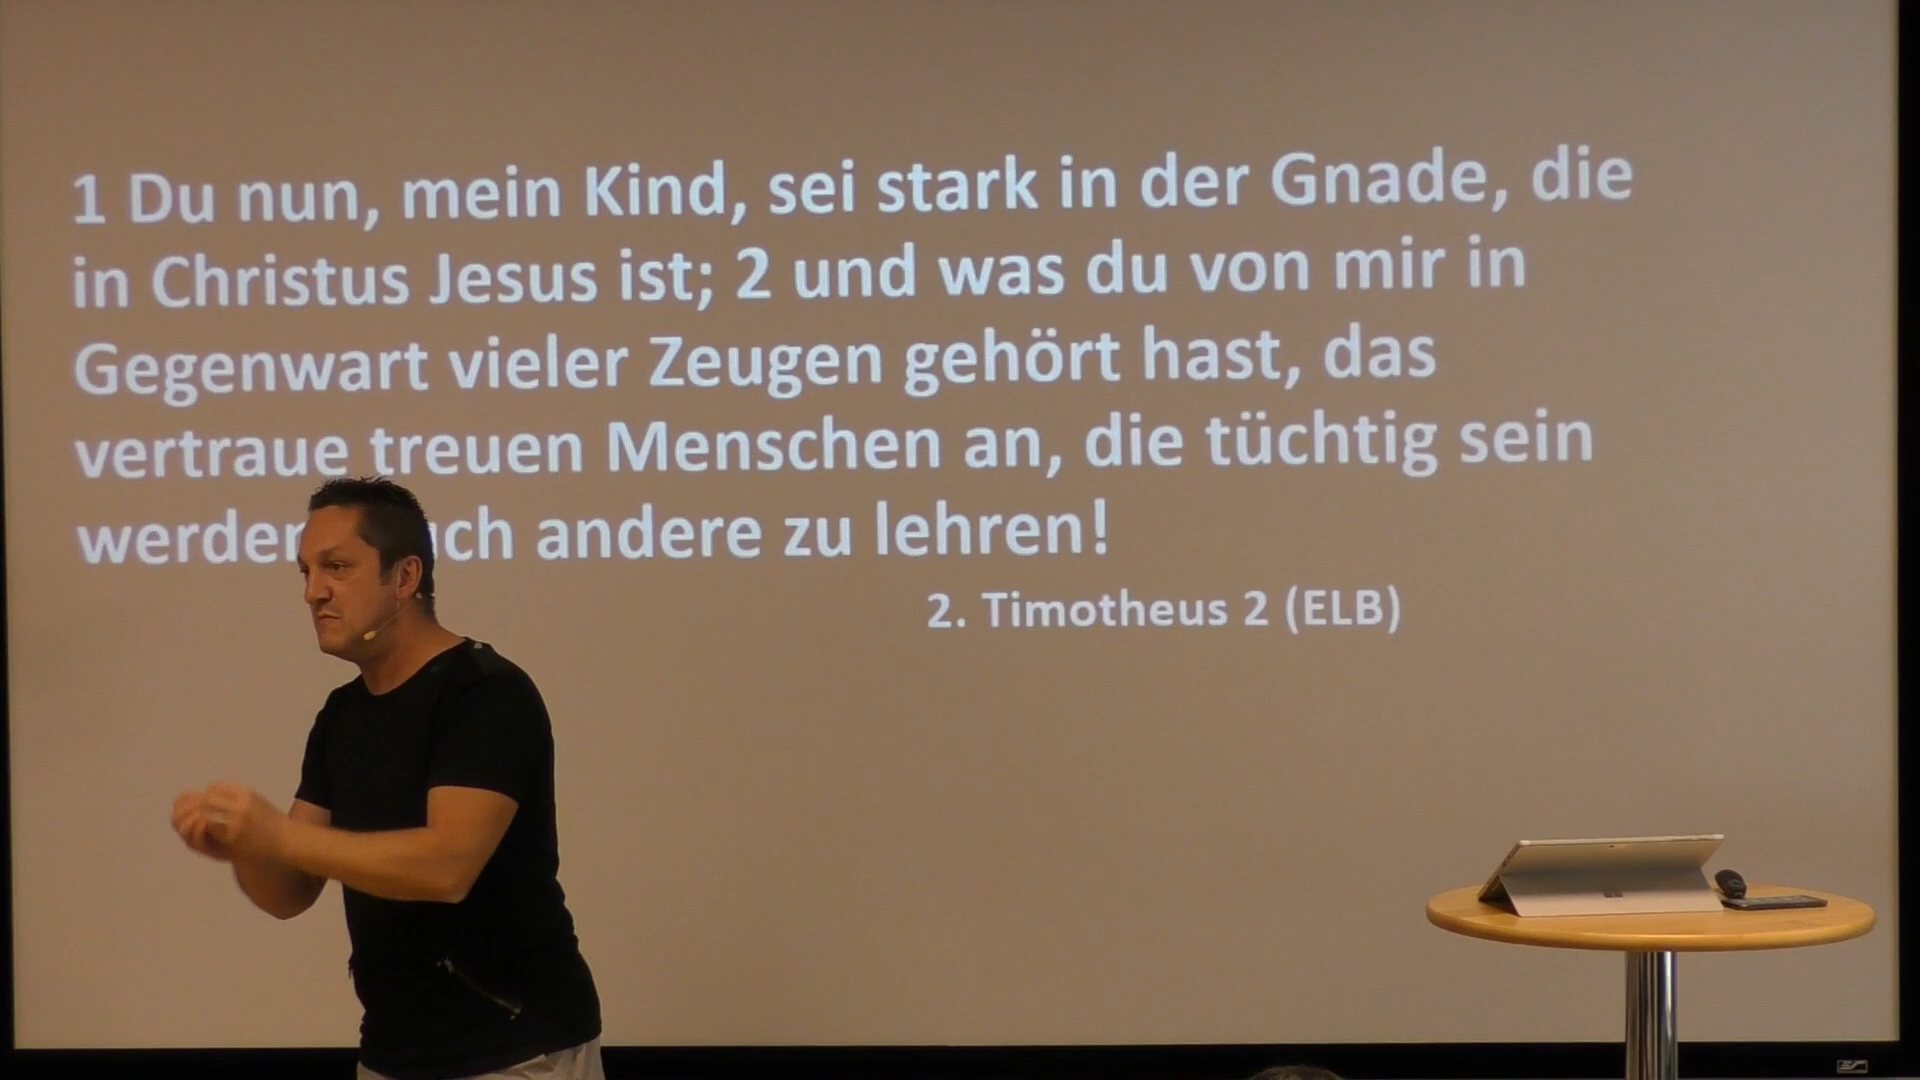 1 Du nun, mein Kind, sei stark in der Gnade, die
in Christus Jesus ist; 2 und was du von mir in
Gegenwart vieler Zeugen gehört hast, das
vertraue treuen Menschen an, die tüchtig sein
andere zu lehren!
2. Timotheus 2 (ELB)